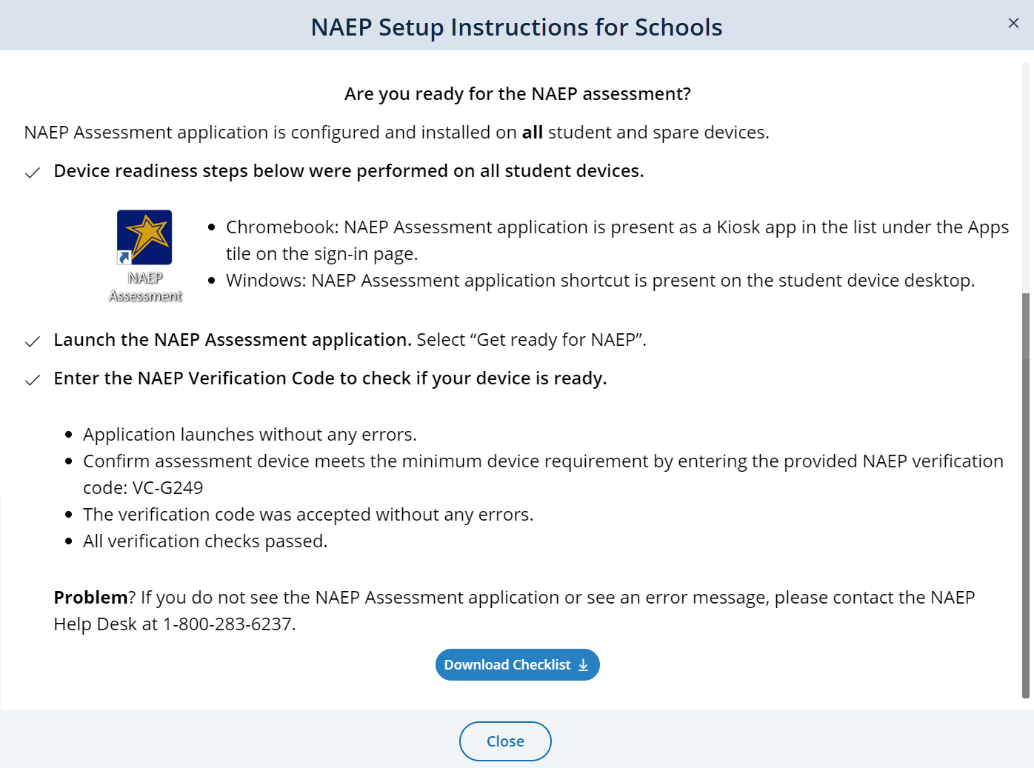 NAEP Setup Instructions for Schools
Are you ready for the NAEP assessment?
NAEP Assessment application is configured and installed on all student and spare devices.
Device readiness steps below were performed on all student devices.
NAEP
Assessment
Chromebook: NAEP Assessment application is present as a Kiosk app in the list under the Apps
tile on the sign-in page.
Windows: NAEP Assessment application shortcut is present on the student device desktop.
Launch the NAEP Assessment application. Select “Get ready for NAEP”.
Enter the NAEP Verification Code to check if your device is ready.
Application launches without any errors.
Confirm assessment device meets the minimum device requirement by entering the provided NAEP verification
code: VC-G249
The verification code was accepted without any errors.
All verification checks passed.
Problem? If you do not see the NAEP Assessment application or see an error message, please contact the NAEP
Help Desk at 1-800-283-6237.
Download Checklist
Close